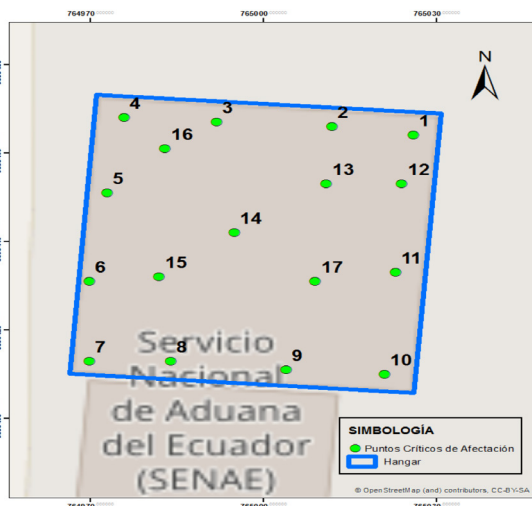 764970 765000 765030
N
4 3 2 1
16
13 12
5
14
15 11
6 17
7 8 9 10
Servicio
Nacional
de Aduana
del Ecuador
(SENAE)
SIMBOLOGÍA
Puntos Críticos de Afectación
Hangar
© OpenStreetMap (and) contributors, CC-BY-SA